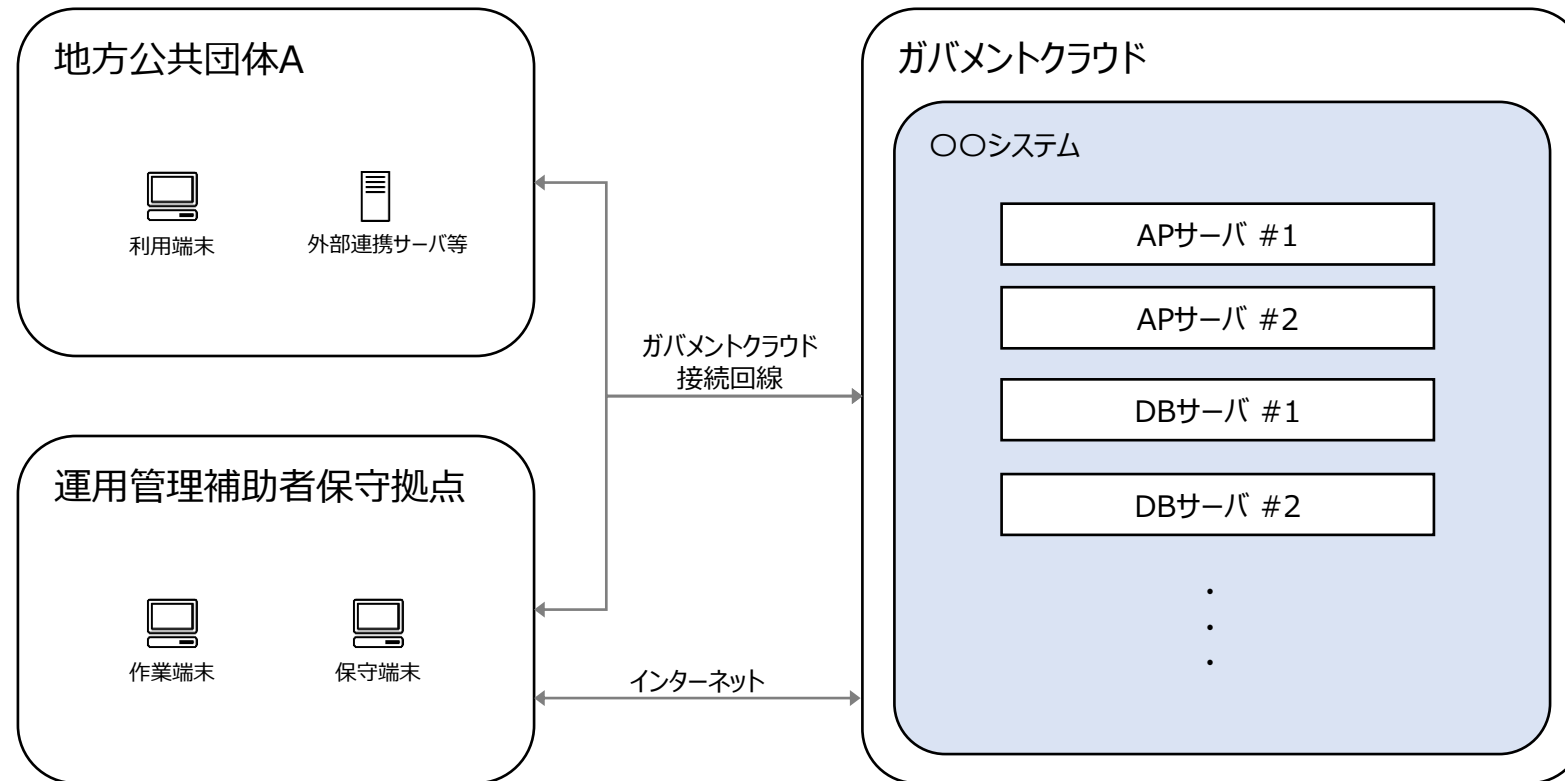 地方公共団体A
利用端末
外部連携サーバ等
運用管理補助者保守拠点
作業端末
保守端末
ガバメントクラウド
接続回線
インターネット
ガバメントクラウド
〇〇システム
APサーバ #1
APサーバ #2
DBサーバ #1
DBサーバ #2
・
・
・